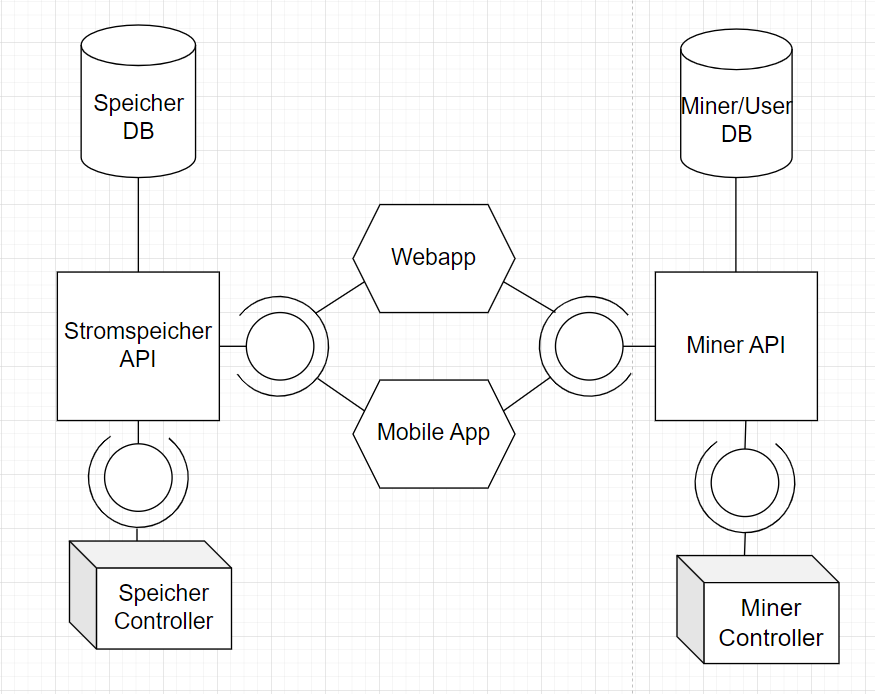 Speicher
DB
Miner/User
DB
Webapp
Stromspeicher
API
Miner API
Mobile App
Speicher
Controller
Miner
Controller